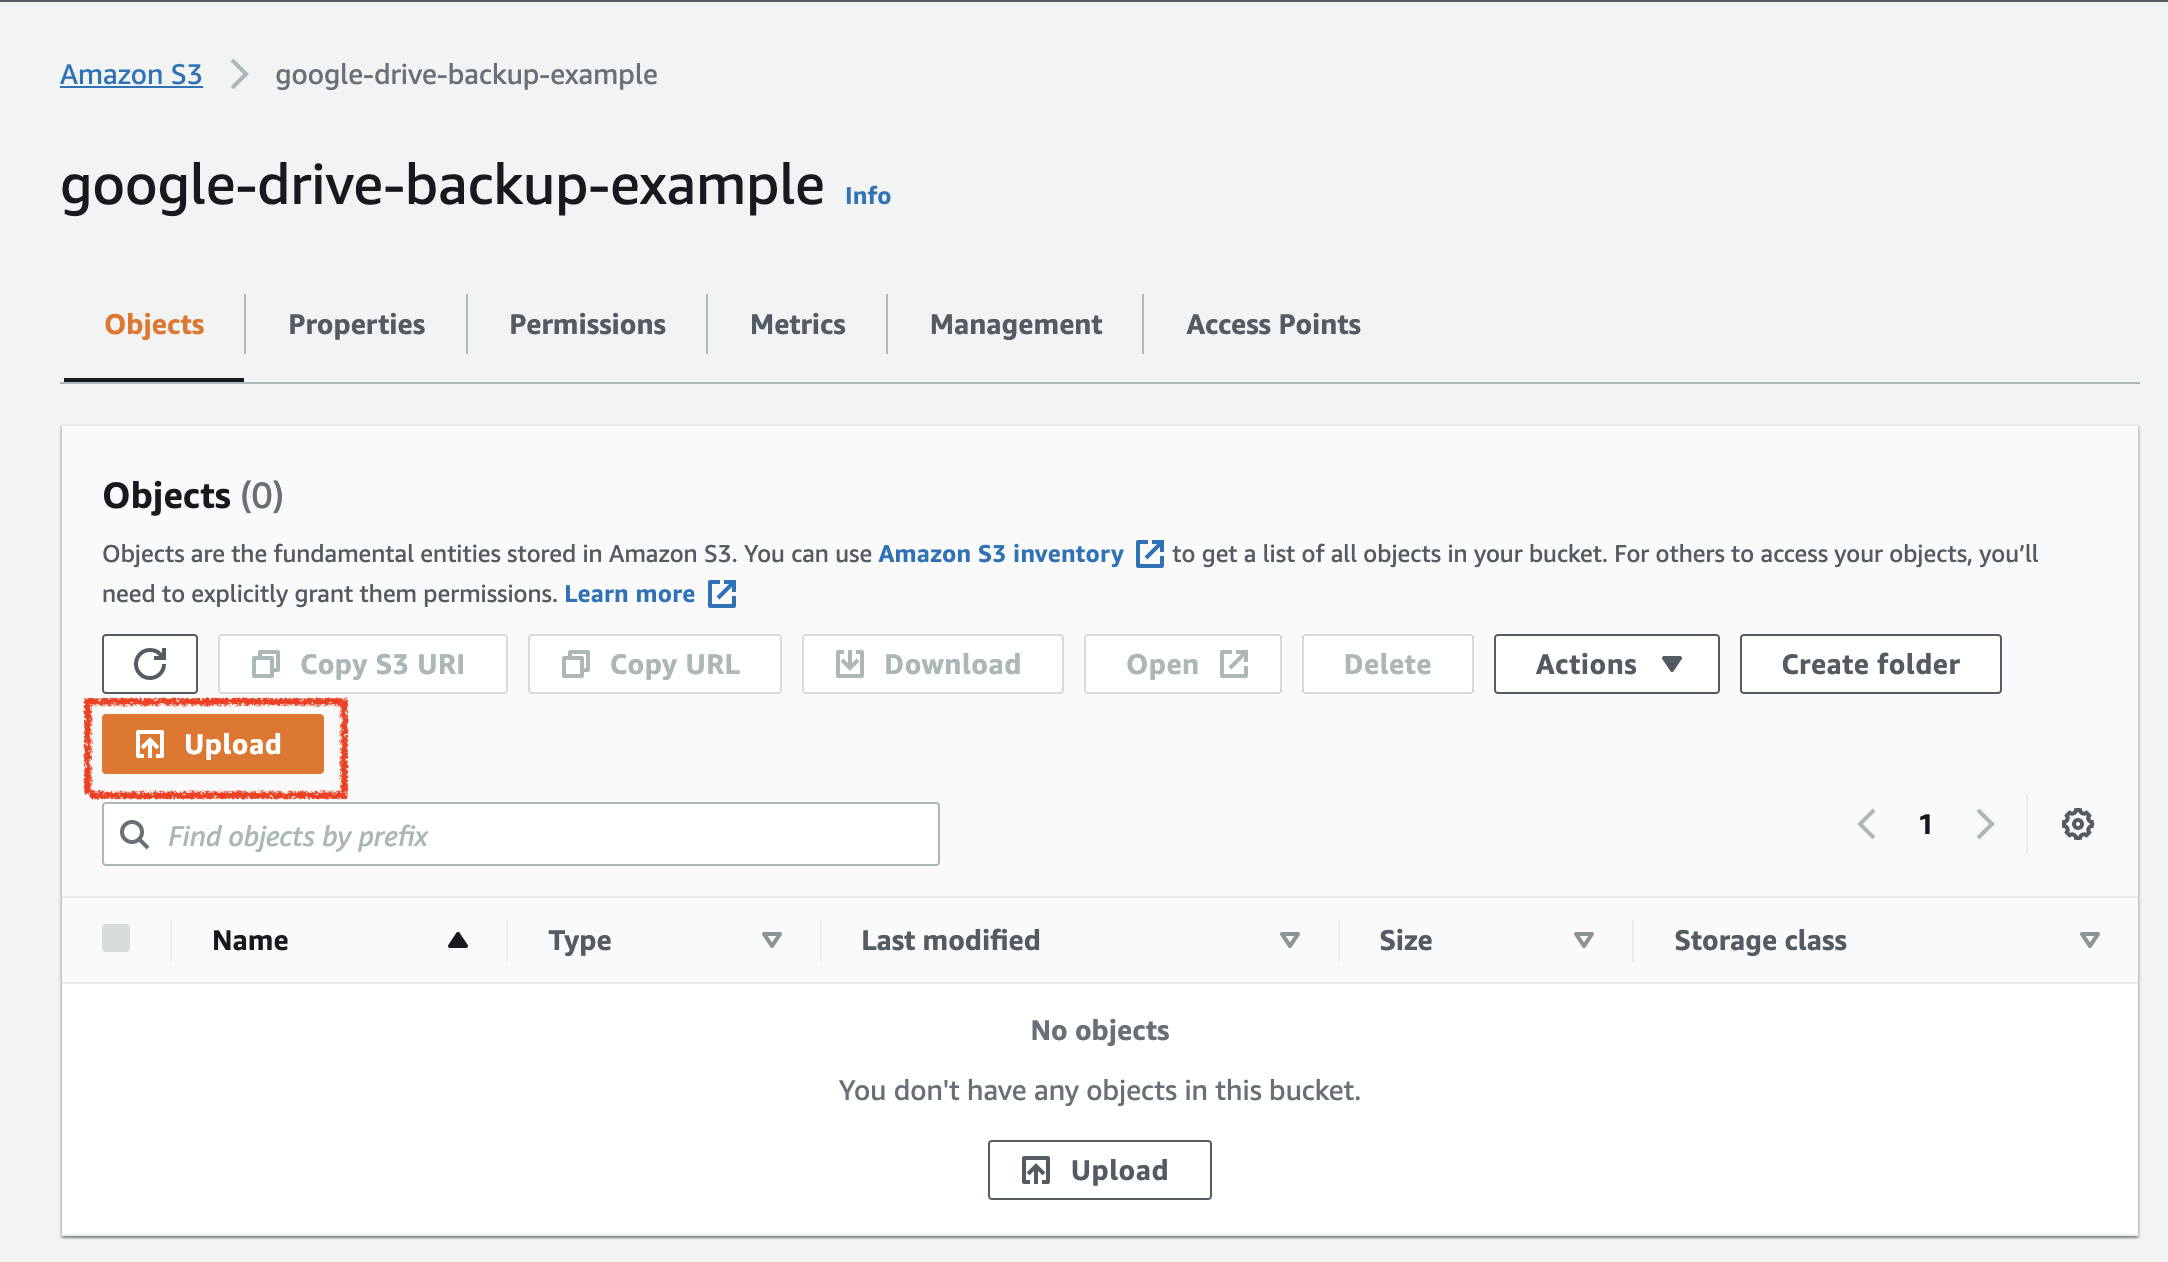 Amazon S3 google-drive-backup-example
google-drive-backup-example Info
Objects Properties Permissions Metrics Management Access Points
Objects (0)
Objects are the fundamental entities stored in Amazon S3. You can use Amazon S3 inventory to get a list of all objects in your bucket. For others to access your objects, you’ll
need to explicitly grant them permissions. Learn more
Copy S3 URI Copy URL Download Open Delete Actions Create folder
Upload
Find objects by prefix 1
Name Type Last modified Size Storage class
No objects
You don't have any objects in this bucket.
Upload